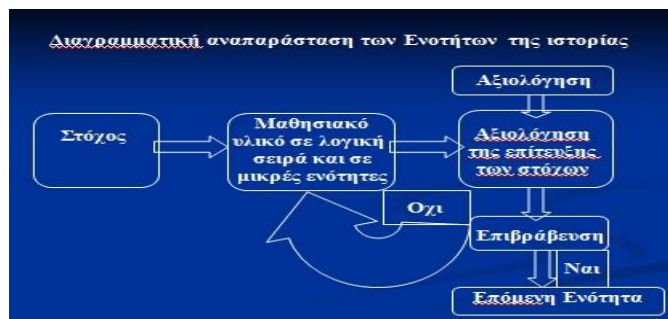 Διαγραμματική αναπαράσταση των Ενοτήτων της ιστορίας
Αξιολόγηση
Στόχος
Μαθησιακό
υλικό σε λογική
σειρά και σε
μικρές ενότητες
Αξιολόγηση
της επίτευξης
των στόχων
Οχι
Επιβράβευση
Ναι
Επόμενη Ενότητα